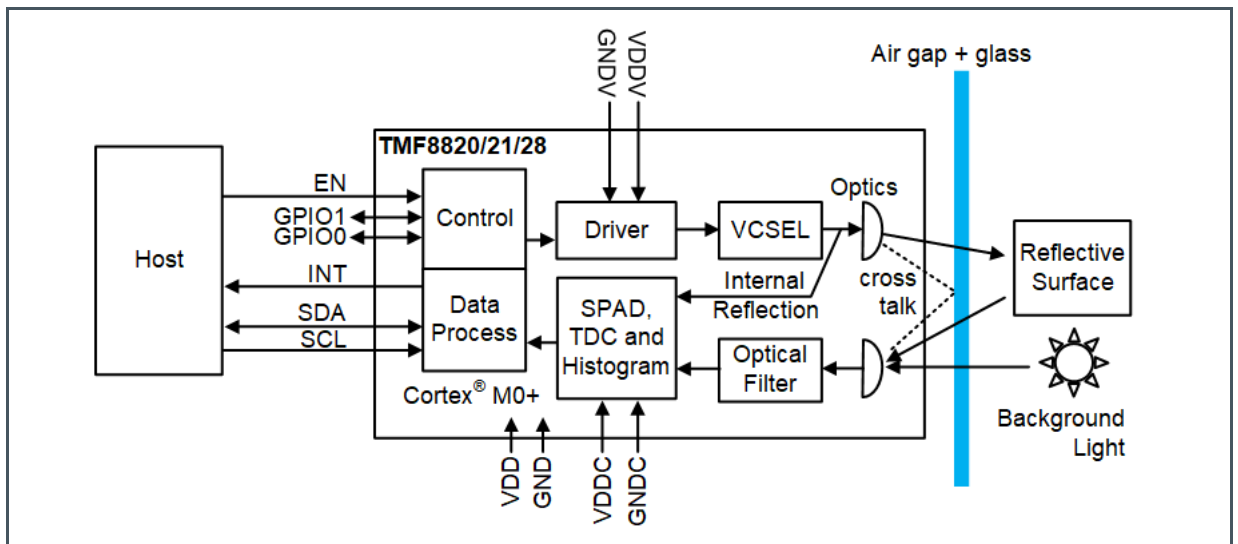 GNDV
VDDV
Air gap + glass
TMF8820/21/28
Host
EN
GPIO1
GPIO0
INT
SDA
SCL
Control
Data
Process
Cortex® M0+
Driver
VCSEL
Optics
Internal
Reflection
cross
talk
SPAD,
TDC and
Histogram
Optical
Filter
Reflective
Surface
Background
Light
VDD
GND
VDDC
GNDC